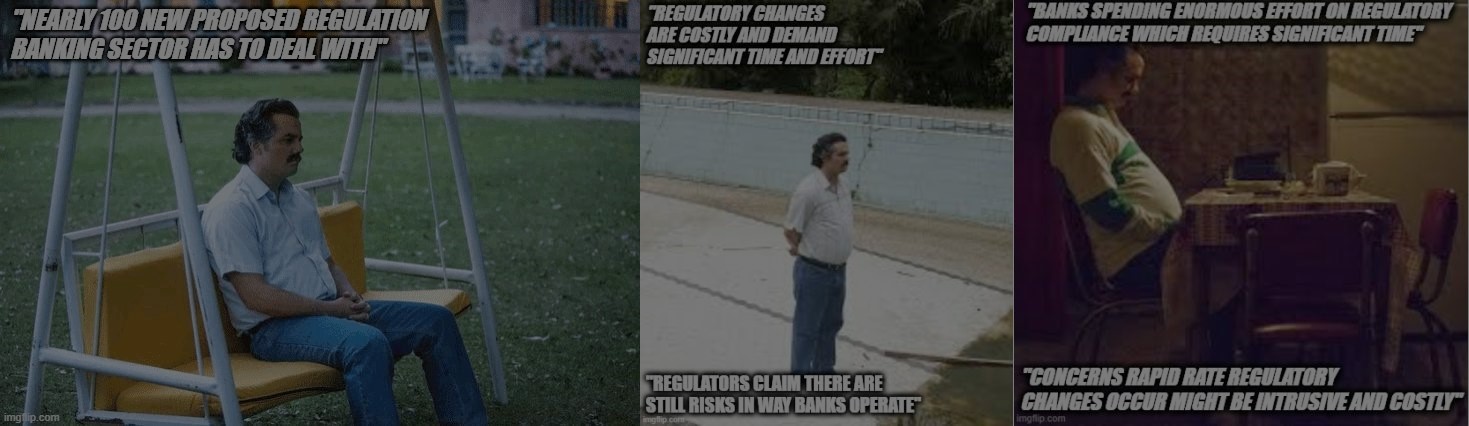 "NEARLY 100 NEW PROPOSED REGULATION
BANKING SECTOR HAS TO DEAL WITH"
imgflip.com
"REGULATORY CHANGES
ARE COSTLY AND DEMAND
SIGNIFICANT TIME AND EFFORT"
"REGULATORS CLAIM THERE ARE
STILL RISKS IN WAY BANKS OPERATE"
imgflip.com
"BANKS SPENDING ENORMOUS EFFORT ON REGULATORY
COMPLIANCE WHICH REQUIRES SIGNIFICANT TIME"
"CONCERNS RAPID RATE REGULATORY
CHANGES OCCUR MIGHT BE INTRUSIVE AND COSTLY"
imgflip.com